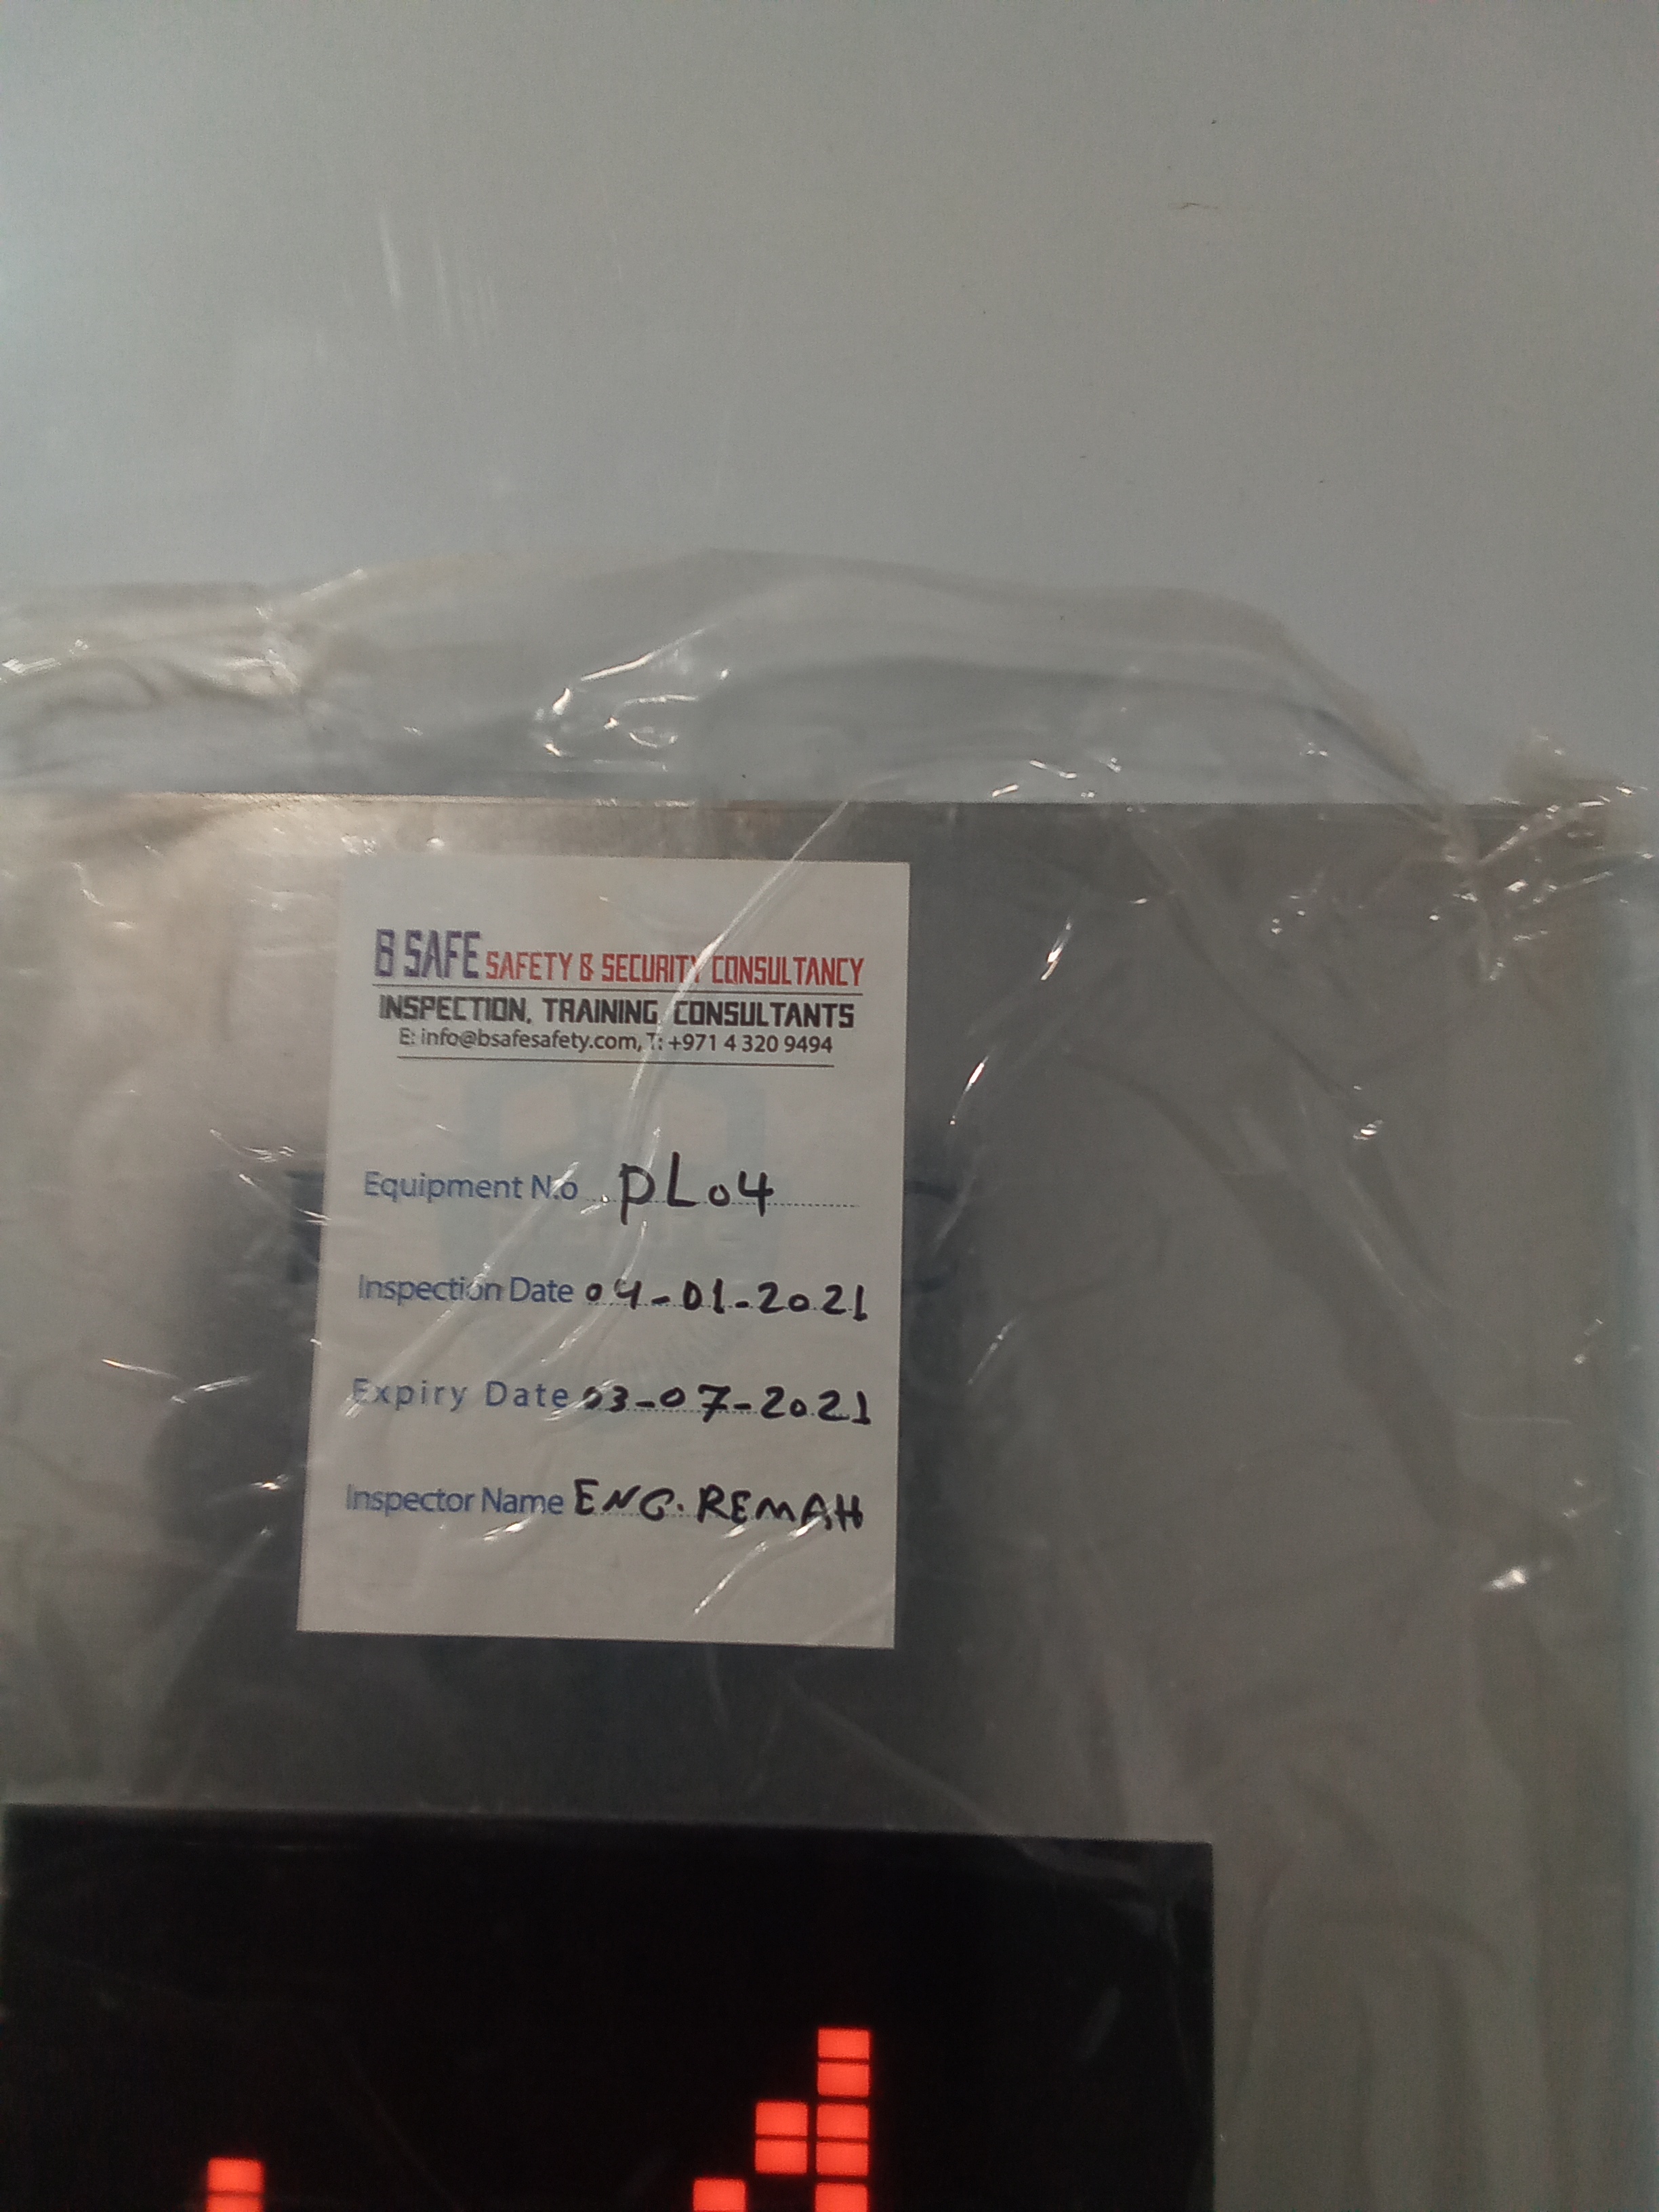 B SAFE SAFETY & SECURITY CONSULTANCY
INSPECTION, TRAINING, CONSULTANTS
E: info@bsafesafety.com, T: +971 4 320 9494
Equipment N.o PL04
Inspection Date 04-01-2021
Expiry Date 03-07-2021
Inspector Name ENG. REMAH